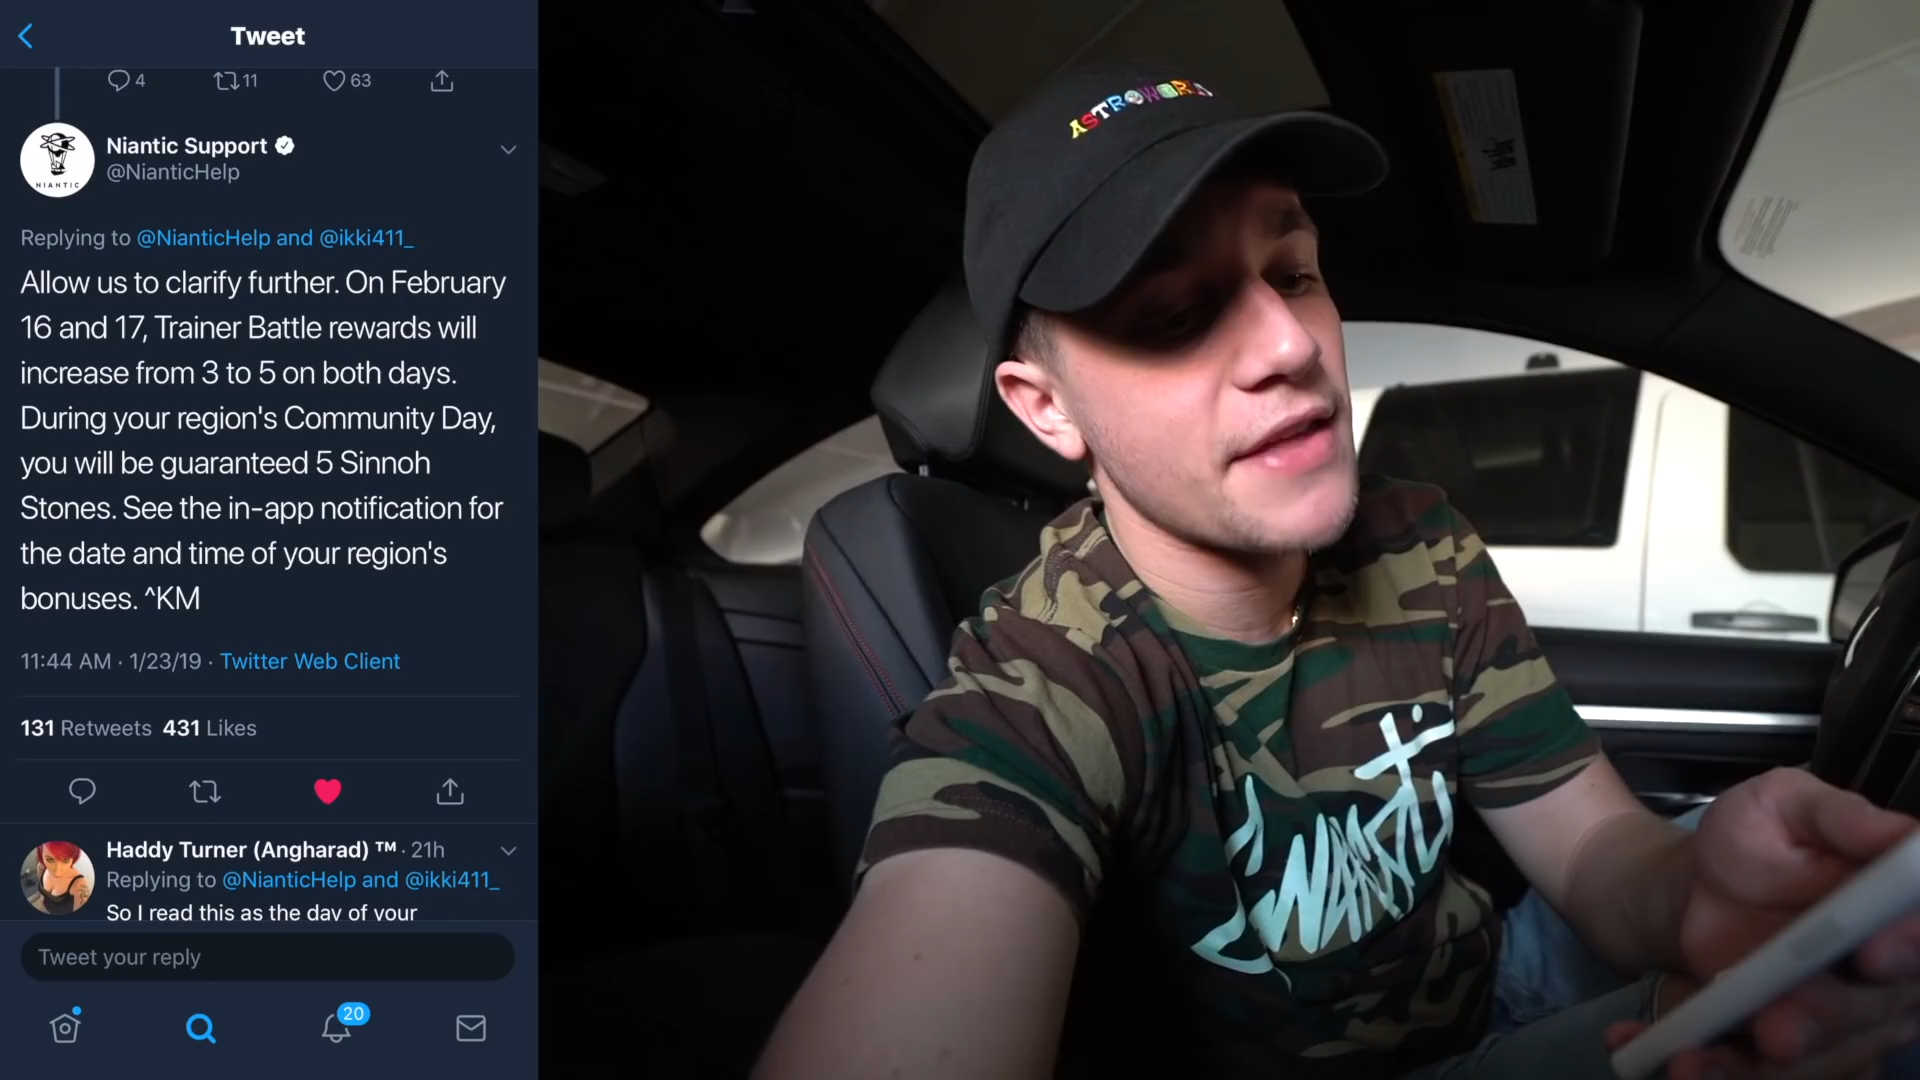 Tweet
4 11 63
Niantic Support
@NianticHelp
NIANTIC
Replying to @NianticHelp and @ikki411_
Allow us to clarify further. On February
16 and 17, Trainer Battle rewards will
increase from 3 to 5 on both days.
During your region's Community Day,
you will be guaranteed 5 Sinnoh
Stones. See the in-app notification for
the date and time of your region's
bonuses. ^KM
11:44 AM · 1/23/19 · Twitter Web Client
131 Retweets 431 Likes
Haddy Turner (Angharad) ™ · 21h
Replying to @NianticHelp and @ikki411_
So I read this as the day of your
Tweet your reply
20
ASTROWORLD